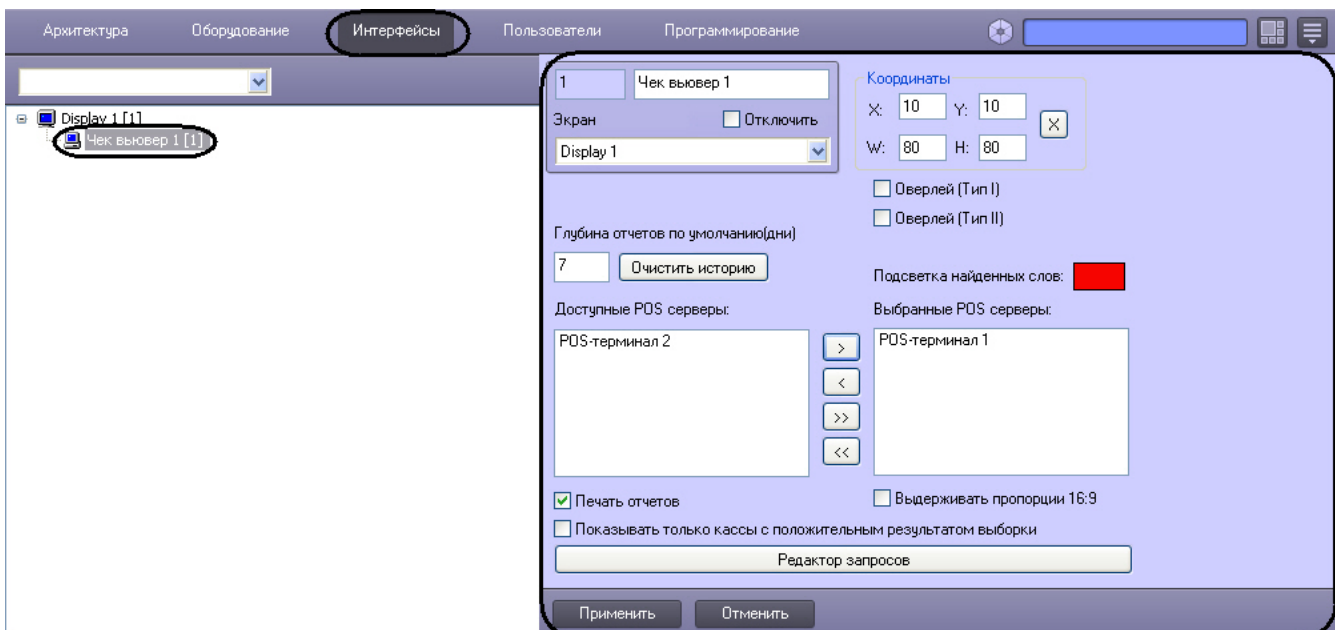 Архитектура Оборудование Интерфейсы Пользователи Программирование
Display 1 [1]
Чек вьювер 1 [1]
1 Чек вьювер 1
Экран Отключить
Display 1
Координаты
X: 10 Y: 10
X
W: 80 H: 80
Оверлей (Тип I)
Оверлей (Тип II)
Глубина отчетов по умолчанию(дни)
7 Очистить историю
Подсветка найденных слов:
Доступные POS серверы: Выбранные POS серверы:
POS-терминал 2 POS-терминал 1
>
<
>>
<<
Печать отчетов Выдерживать пропорции 16:9
Показывать только кассы с положительным результатом выборки
Редактор запросов
Применить Отменить